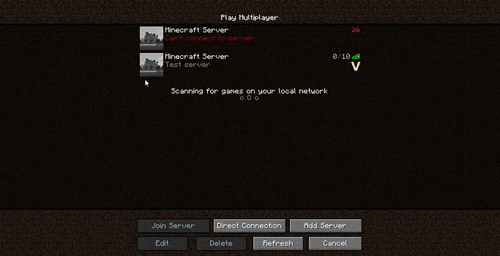 Play Multiplayer
Minecraft Server
Can't connect to server
Minecraft Server 0/10
Test server
V
Scanning for games on your local network
o O o
Join Server Direct Connection Add Server
Edit Delete Refresh Cancel